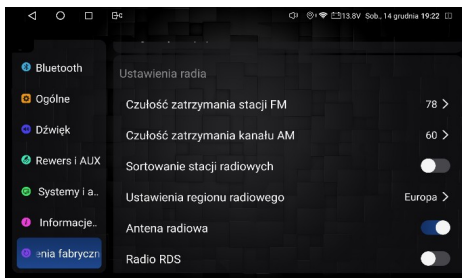 13.8V Sob., 14 grudnia 19:22
Bluetooth
Ogólne
Dźwięk
Rewers i AUX
Systemy i a..
Informacje..
enia fabryczn
Ustawienia radia
Czułość zatrzymania stacji FM 78
Czułość zatrzymania kanału AM 60
Sortowanie stacji radiowych
Ustawienia regionu radiowego Europa
Antena radiowa
Radio RDS